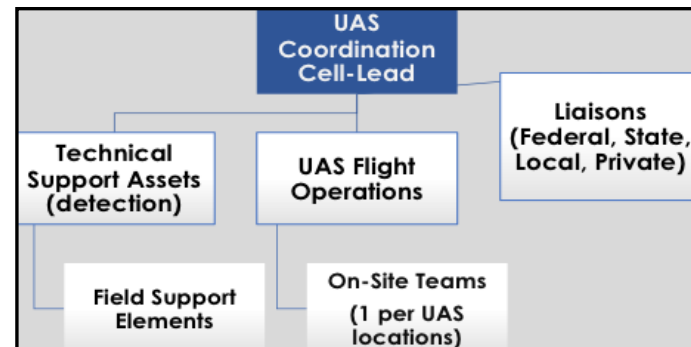 UAS
Coordination
Cell-Lead
Liaisons
(Federal, State,
Local, Private)
Technical
Support Assets
(detection)
UAS Flight
Operations
Field Support
Elements
On-Site Teams
(1 per UAS
locations)